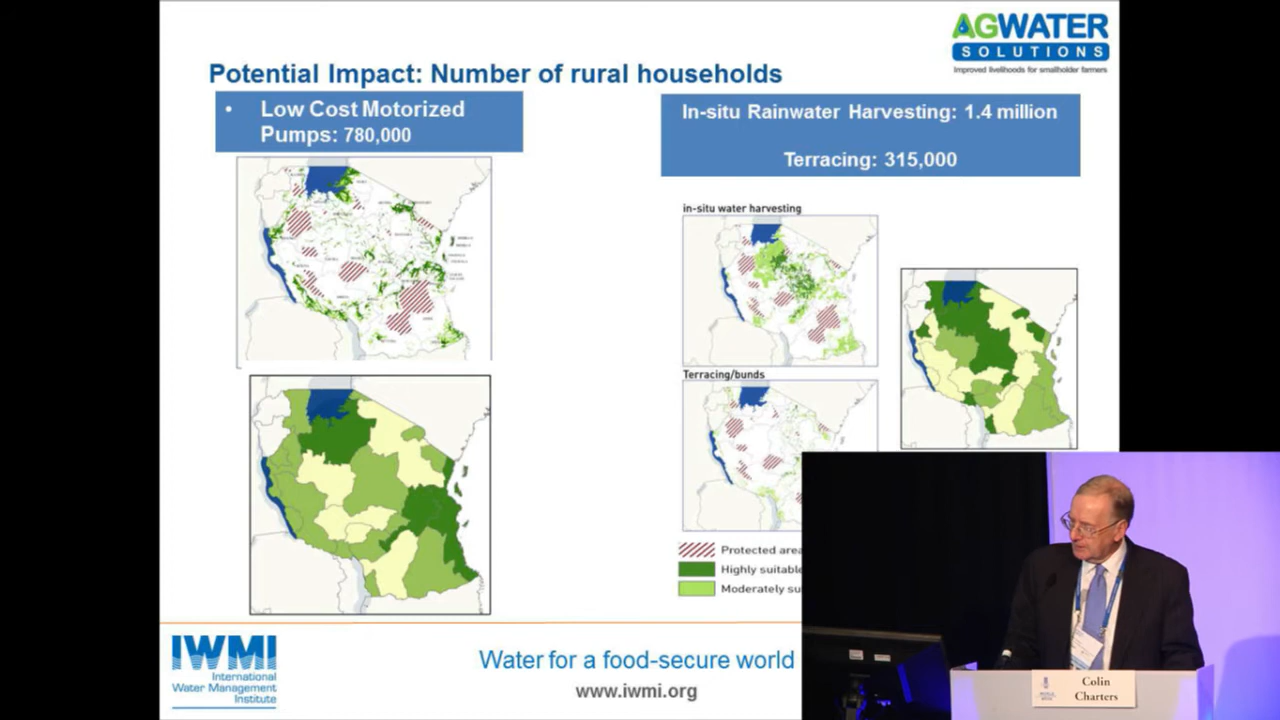 AGWATER
SOLUTIONS
Improved livelihoods for smallholder farmers
Potential Impact: Number of rural households
• Low Cost Motorized
Pumps: 780,000
In-situ Rainwater Harvesting: 1.4 million
Terracing: 315,000
in-situ water harvesting
Terracing/bunds
Protected area
Highly suitable
Moderately su
IWMI
International
Water Management
Institute
Water for a food-secure world
www.iwmi.org
Colin
Charters